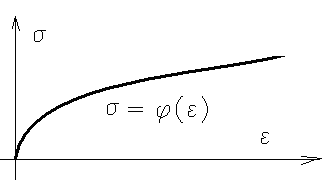 σ
σ = φ(ε)
ε